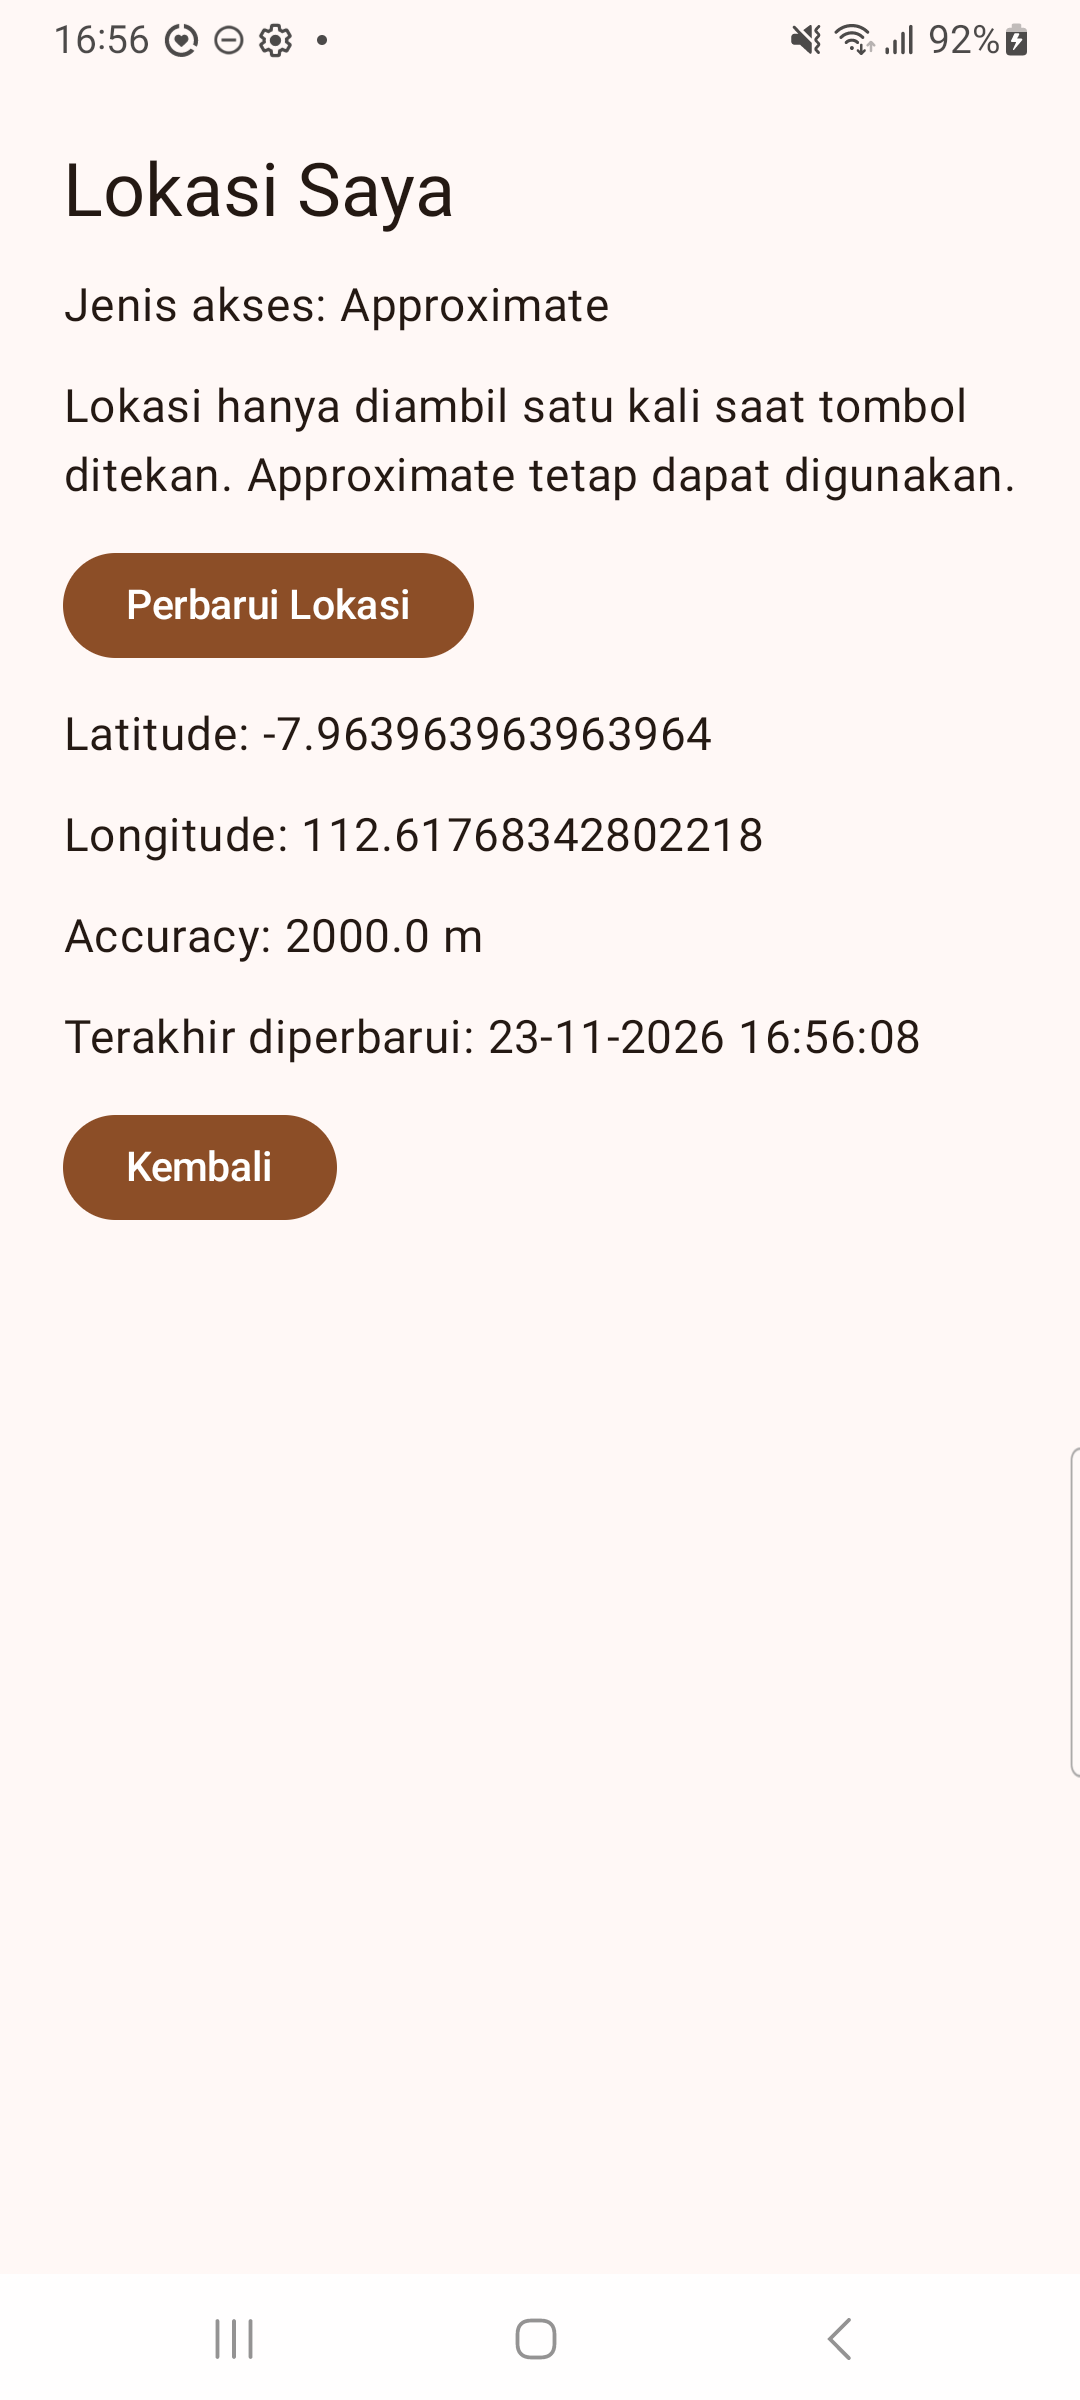 16:56 92%
Lokasi Saya
Jenis akses: Approximate
Lokasi hanya diambil satu kali saat tombol
ditekan. Approximate tetap dapat digunakan.
Perbarui Lokasi
Latitude: -7.963963963963964
Longitude: 112.61768342802218
Accuracy: 2000.0 m
Terakhir diperbarui: 23-11-2026 16:56:08
Kembali